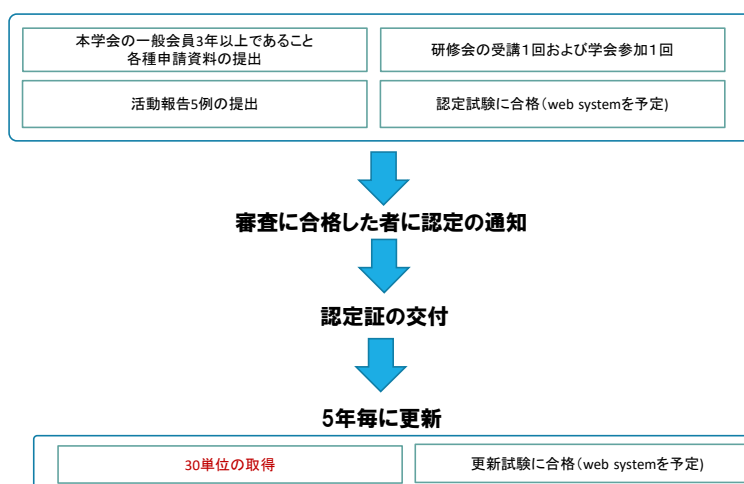 本学会の一般会員3年以上であること
各種申請資料の提出
研修会の受講1回および学会参加1回
活動報告5例の提出
認定試験に合格(web systemを予定)
審査に合格した者に認定の通知
認定証の交付
5年毎に更新
30単位の取得
更新試験に合格(web systemを予定)